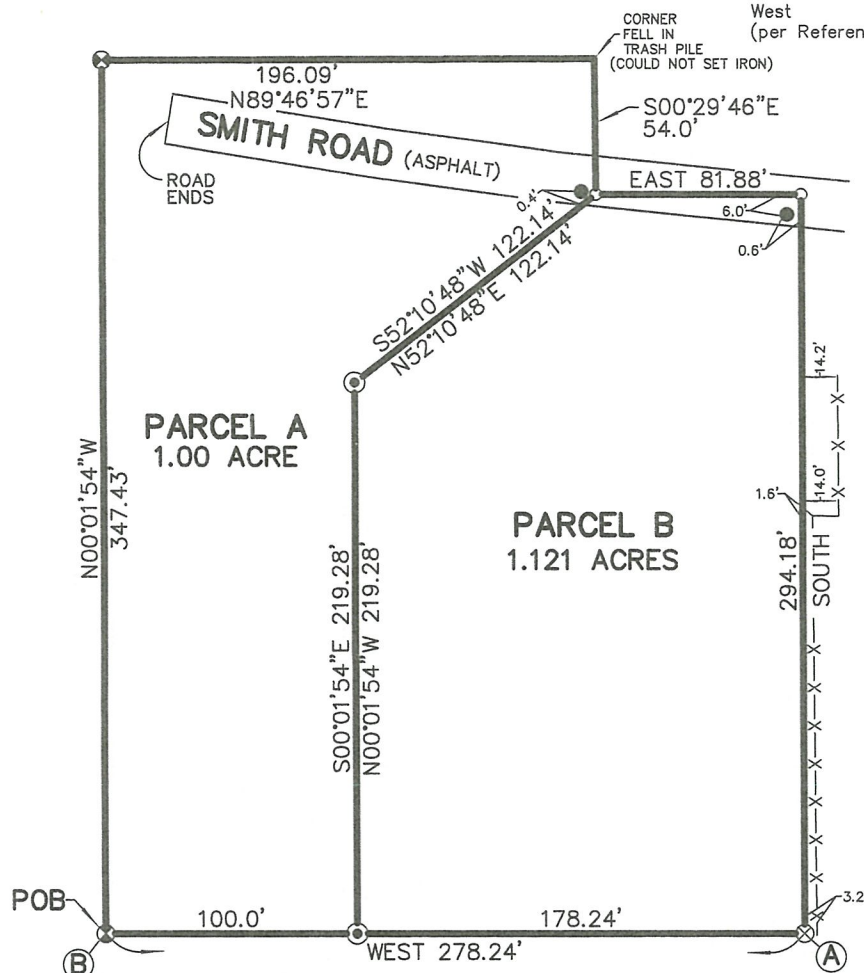 West
(per Referen
CORNER
FELL IN
TRASH PILE
(COULD NOT SET IRON)
196.09'
N89°46'57"E
S00°29'46"E
54.0'
SMITH ROAD (ASPHALT)
ROAD
ENDS
EAST 81.88'
0.4'
6.0'
0.6'
S52°10'48"W 122.14'
N52°10'48"E 122.14'
14.2'
PARCEL A
1.00 ACRE
N00°01'54"W
347.43'
14.0'
1.6'
PARCEL B
1.121 ACRES
294.18'
SOUTH
S00°01'54"E 219.28'
N00°01'54"W 219.28'
POB
100.0'
178.24'
3.2
WEST 278.24'
B
A